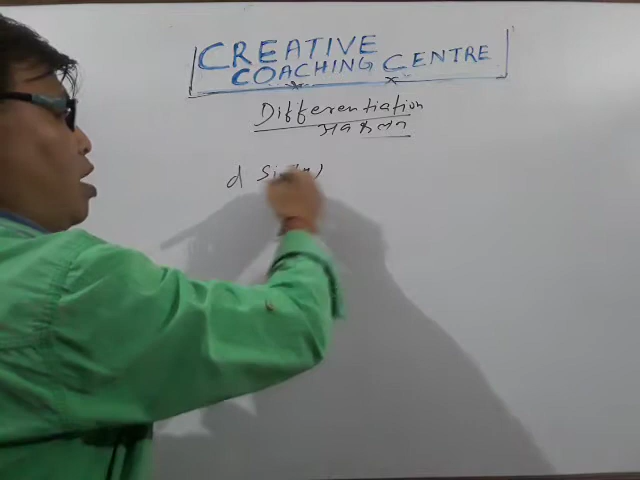 CREATIVE
COACHING CENTRE
Differentiation
अवकलन
d